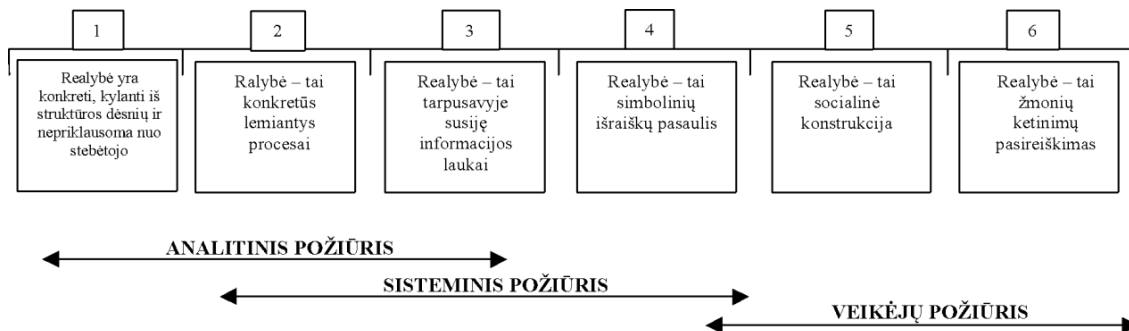 1
2
3
4
5
6
Realybė yra
konkreti, kylanti iš
struktūros dėsnių ir
nepriklausoma nuo
stebėtojo
Ralybė – tai
konkretūs
lemiantys
procesai
Realybė – tai
tarpusavyje
susiję
informacijos
laukai
Realybė – tai
simbolinių
išraiškų pasaulis
Realybė – tai
socialinė
konstrukcija
Realybė – tai
žmonių
ketinimų
pasireiškimas
ANALITINIS POŽIŪRIS
SISTEMINIS POŽIŪRIS
VEIKĖJŲ POŽIŪRIS